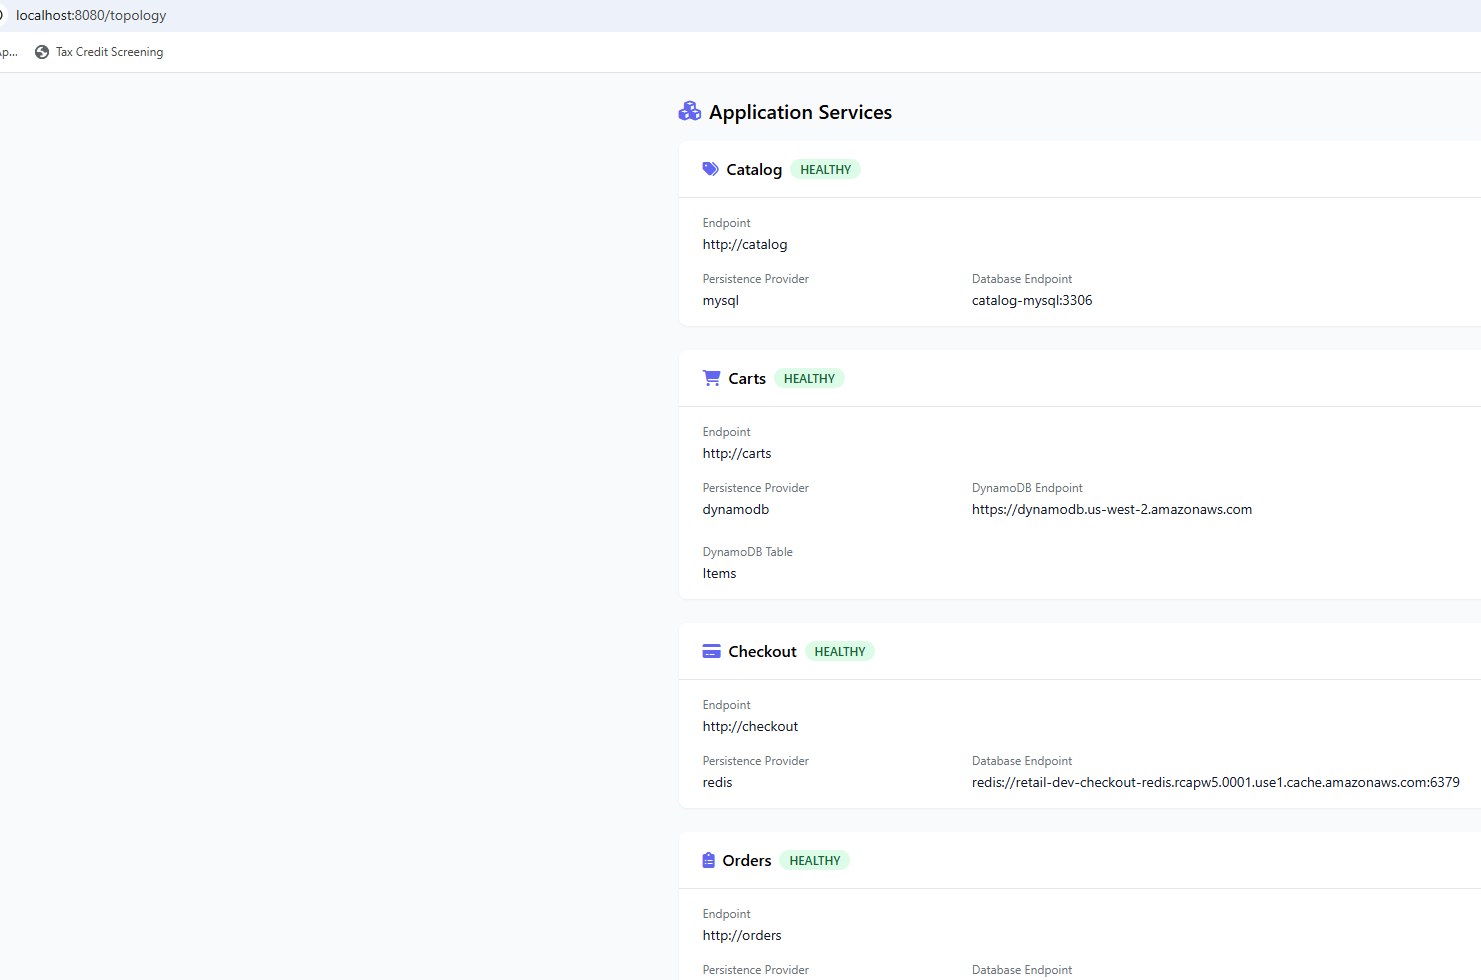 localhost:8080/topology
Tax Credit Screening
Application Services
Catalog HEALTHY
Endpoint
http://catalog
Persistence Provider Database Endpoint
mysql catalog-mysql:3306
Carts HEALTHY
Endpoint
http://carts
Persistence Provider DynamoDB Endpoint
dynamodb https://dynamodb.us-west-2.amazonaws.com
DynamoDB Table
Items
Checkout HEALTHY
Endpoint
http://checkout
Persistence Provider Database Endpoint
redis redis://retail-dev-checkout-redis.rcapw5.0001.use1.cache.amazonaws.com:6379
Orders HEALTHY
Endpoint
http://orders
Persistence Provider Database Endpoint